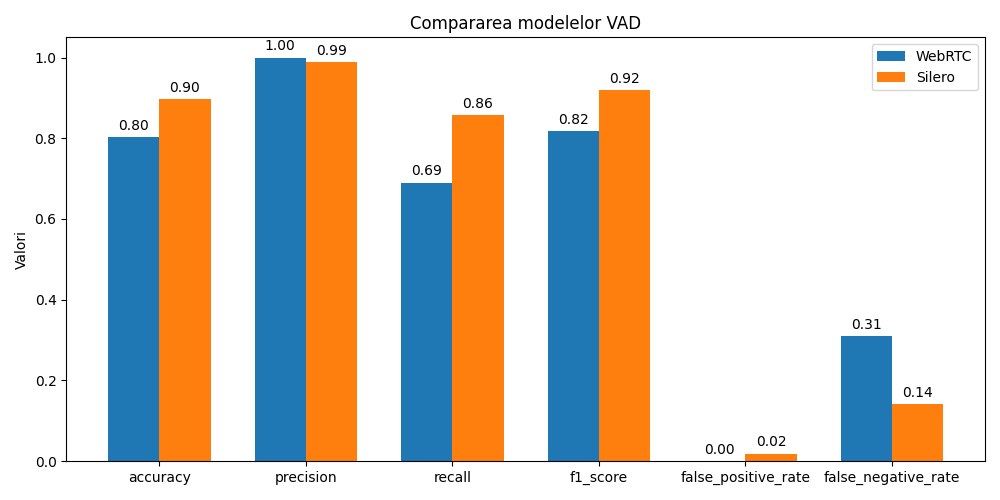 Compararea modelelor VAD
WebRTC
Silero
Valori
1.0
0.8
0.6
0.4
0.2
0.0
0.80
0.90
1.00
0.99
0.69
0.86
0.82
0.92
0.00
0.02
0.31
0.14
accuracy
precision
recall
f1_score
false_positive_rate
false_negative_rate